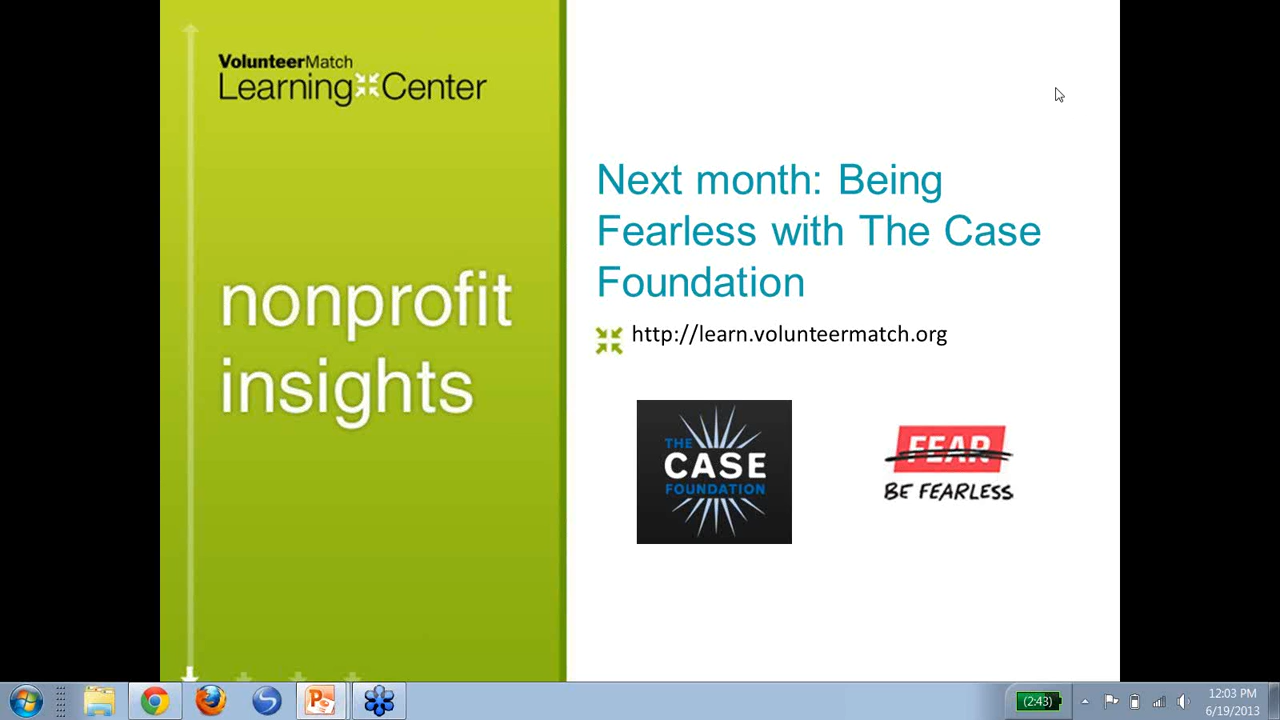 VolunteerMatch
Learning Center
nonprofit
insights
Next month: Being
Fearless with The Case
Foundation
http://learn.volunteermatch.org
THE
CASE
FOUNDATION
FEAR
BE FEARLESS
(2:43)
12:03 PM
6/19/2013